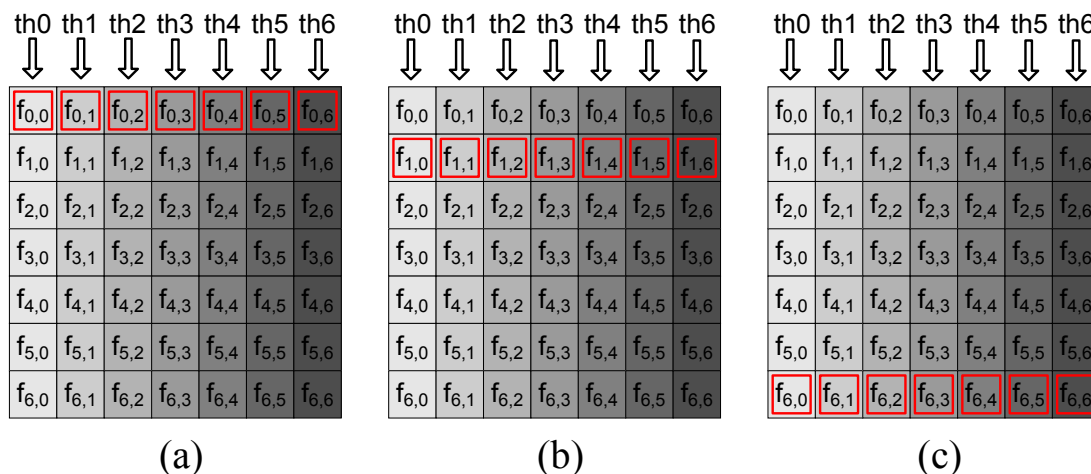 th0 th1 th2 th3 th4 th5 th6 th0 th1 th2 th3 th4 th5 th6 th0 th1 th2 th3 th4 th5 th6
f0,0 f0,1 f0,2 f0,3 f0,4 f0,5 f0,6 f0,0 f0,1 f0,2 f0,3 f0,4 f0,5 f0,6 f0,0 f0,1 f0,2 f0,3 f0,4 f0,5 f0,6
f1,0 f1,1 f1,2 f1,3 f1,4 f1,5 f1,6 f1,0 f1,1 f1,2 f1,3 f1,4 f1,5 f1,6 f1,0 f1,1 f1,2 f1,3 f1,4 f1,5 f1,6
f2,0 f2,1 f2,2 f2,3 f2,4 f2,5 f2,6 f2,0 f2,1 f2,2 f2,3 f2,4 f2,5 f2,6 f2,0 f2,1 f2,2 f2,3 f2,4 f2,5 f2,6
f3,0 f3,1 f3,2 f3,3 f3,4 f3,5 f3,6 f3,0 f3,1 f3,2 f3,3 f3,4 f3,5 f3,6 f3,0 f3,1 f3,2 f3,3 f3,4 f3,5 f3,6
f4,0 f4,1 f4,2 f4,3 f4,4 f4,5 f4,6 f4,0 f4,1 f4,2 f4,3 f4,4 f4,5 f4,6 f4,0 f4,1 f4,2 f4,3 f4,4 f4,5 f4,6
f5,0 f5,1 f5,2 f5,3 f5,4 f5,5 f5,6 f5,0 f5,1 f5,2 f5,3 f5,4 f5,5 f5,6 f5,0 f5,1 f5,2 f5,3 f5,4 f5,5 f5,6
f6,0 f6,1 f6,2 f6,3 f6,4 f6,5 f6,6 f6,0 f6,1 f6,2 f6,3 f6,4 f6,5 f6,6 f6,0 f6,1 f6,2 f6,3 f6,4 f6,5 f6,6
(a) (b) (c)